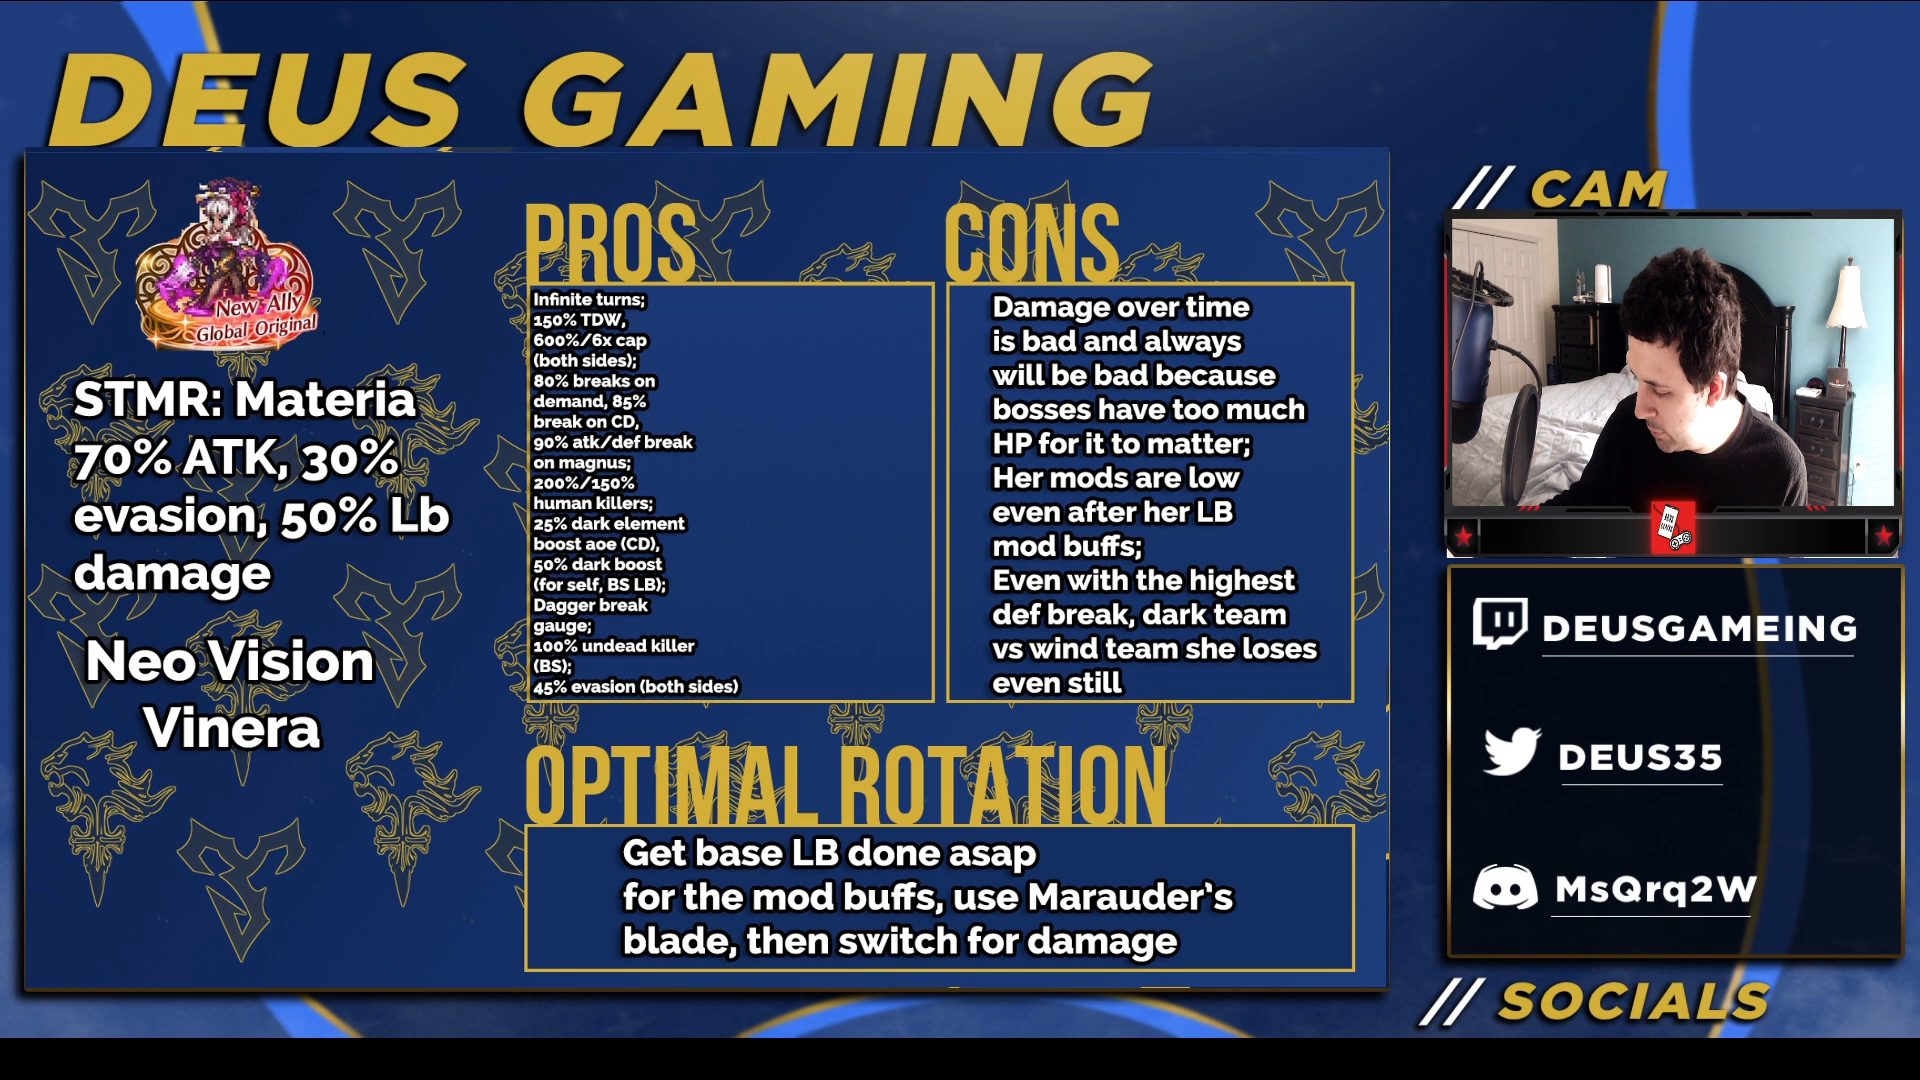 DEUS GAMING
New Ally
Global Original
STMR: Materia
70% ATK, 30%
evasion, 50% Lb
damage
Neo Vision
Vinera
PROS
Infinite turns;
150% TDW,
600%/6x cap
(both sides);
80% breaks on
demand, 85%
break on CD,
90% atk/def break
on magnus;
200%/150%
human killers;
25% dark element
boost aoe (CD),
50% dark boost
(for self, BS LB);
Dagger break
gauge;
100% undead killer
(BS);
45% evasion (both sides)
CONS
Damage over time
is bad and always
will be bad because
bosses have too much
HP for it to matter;
Her mods are low
even after her LB
mod buffs;
Even with the highest
def break, dark team
vs wind team she loses
even still
OPTIMAL ROTATION
Get base LB done asap
for the mod buffs, use Marauder's
blade, then switch for damage
// CAM
DEUSGAMEING
DEUS35
MsQrq2W
// SOCIALS